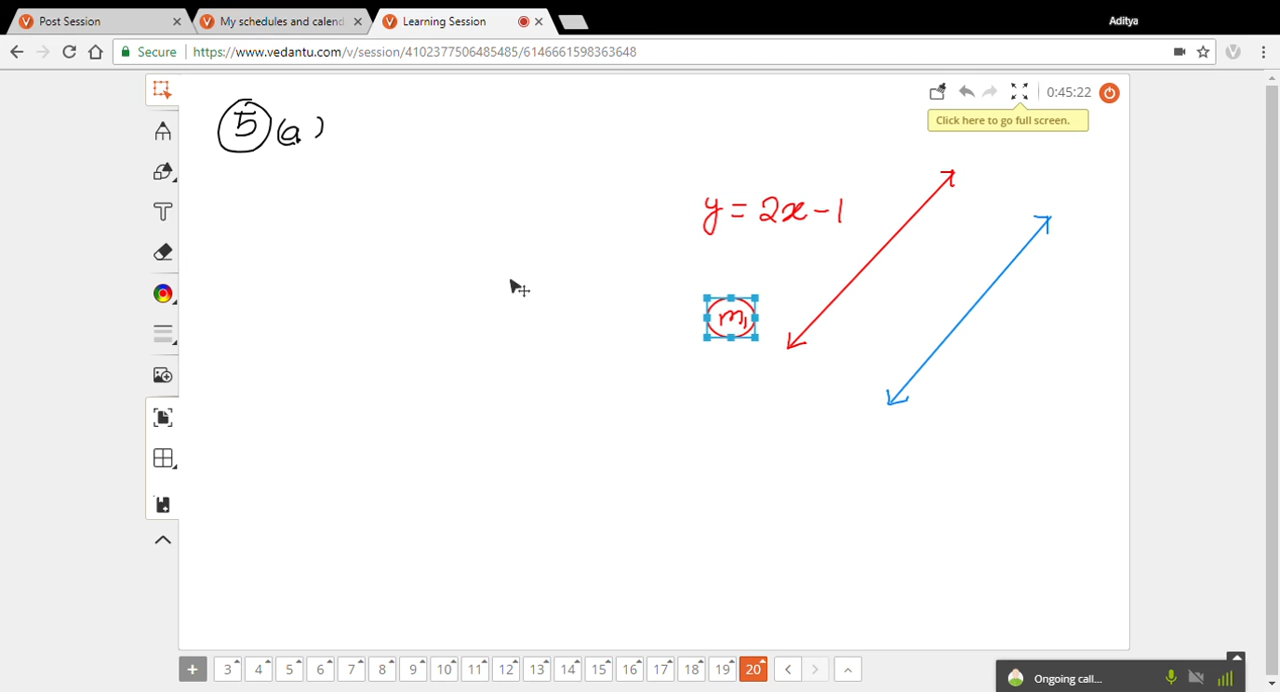 Post Session
My schedules and calend
Learning Session
Aditya
Secure
https://www.vedantu.com/v/session/4102377506485485/6146661598363648
0:45:22
Click here to go full screen.
5 (a)
y = 2x - 1
m1
3 4 5 6 7 8 9 10 11 12 13 14 15 16 17 18 19 20
Ongoing call...